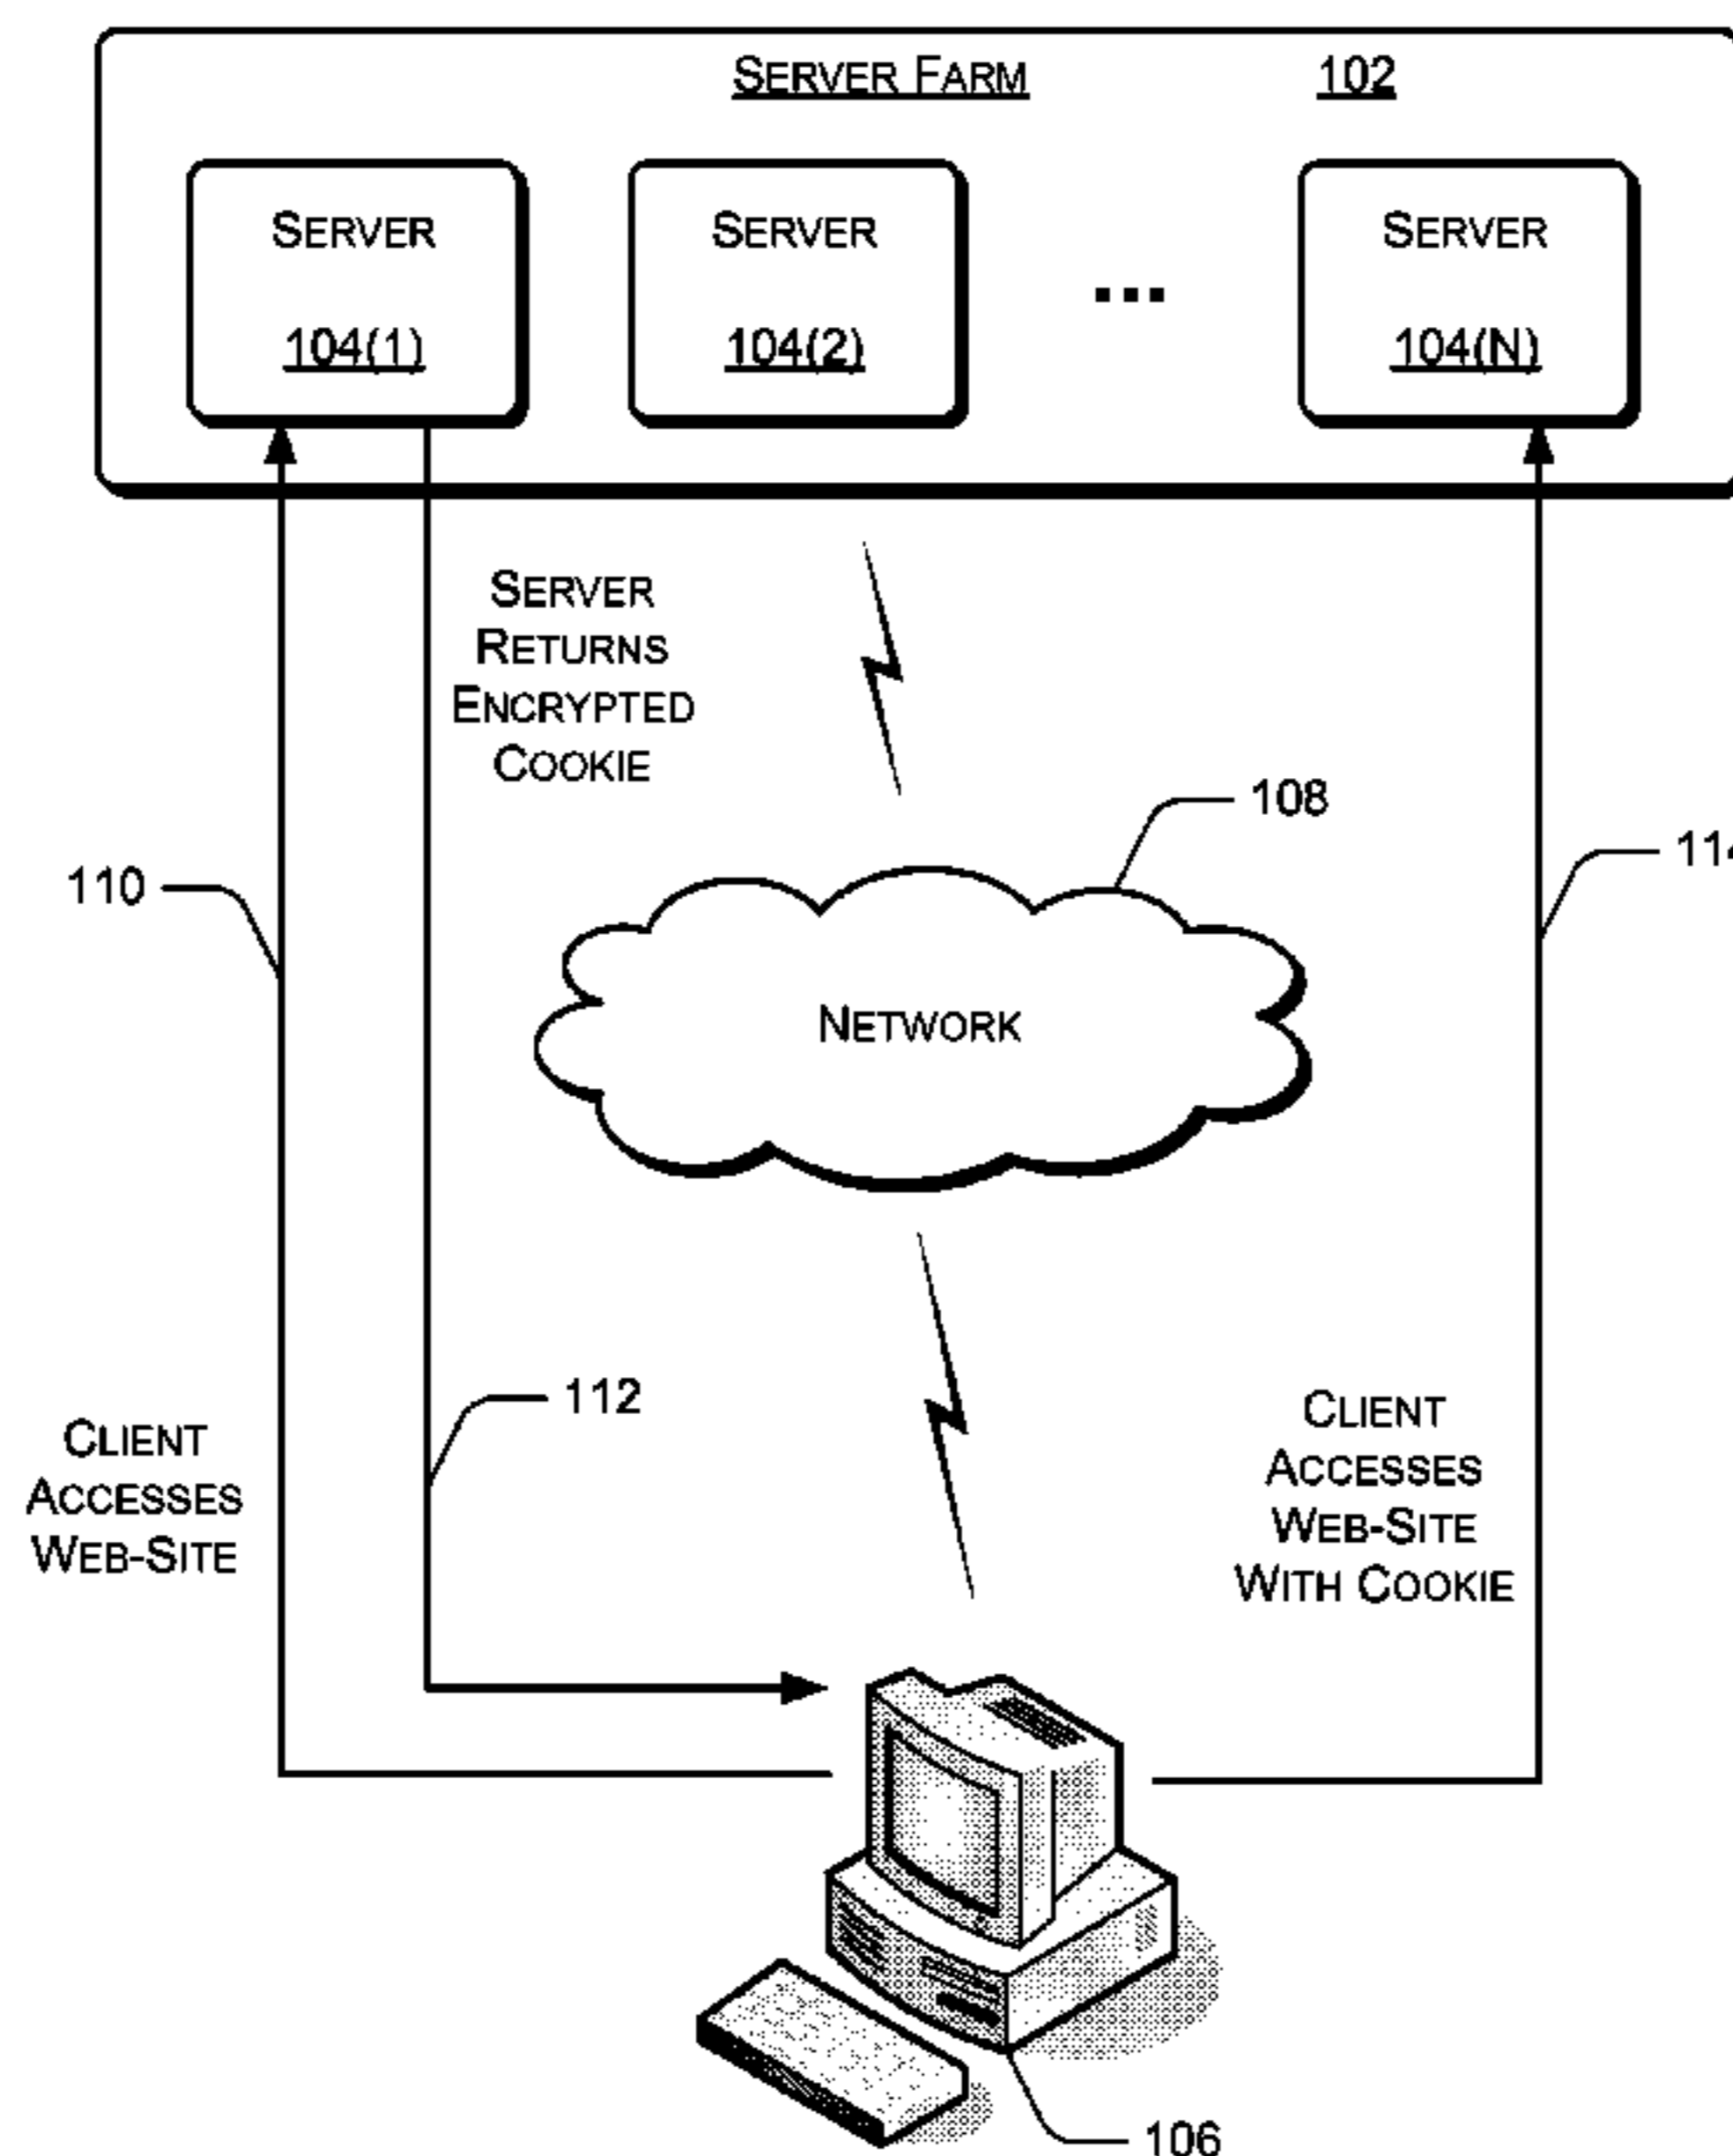 SERVER FARM 102
SERVER
104(1)
SERVER
104(2)
...
SERVER
104(N)
SERVER
RETURNS
ENCRYPTED
COOKIE
108
110
114
NETWORK
112
CLIENT
ACCESSES
WEB-SITE
CLIENT
ACCESSES
WEB-SITE
WITH COOKIE
106